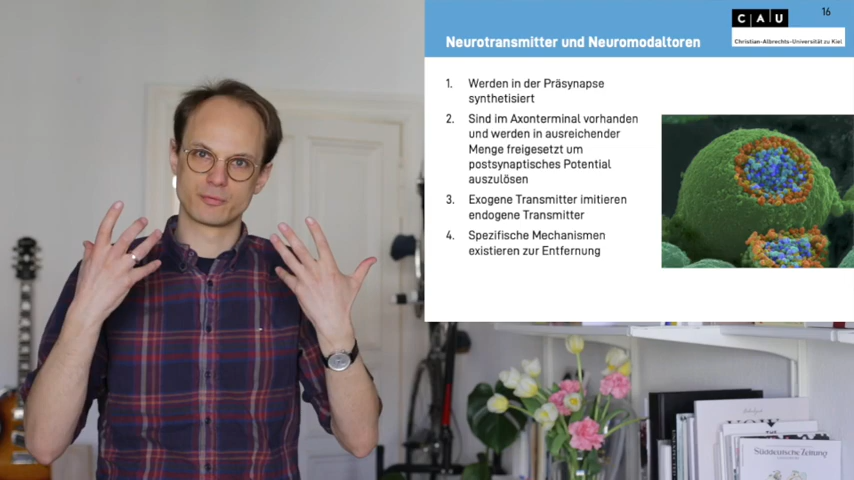 16
CAU
Christian-Albrechts-Universität zu Kiel
Neurotransmitter und Neuromodaltoren
1. Werden in der Präsynapse
synthetisiert
2. Sind im Axonterminal vorhanden
und werden in ausreichender
Menge freigesetzt um
postsynaptisches Potential
auszulösen
3. Exogene Transmitter imitieren
endogene Transmitter
4. Spezifische Mechanismen
existieren zur Entfernung
Süddeutsche Zeitung